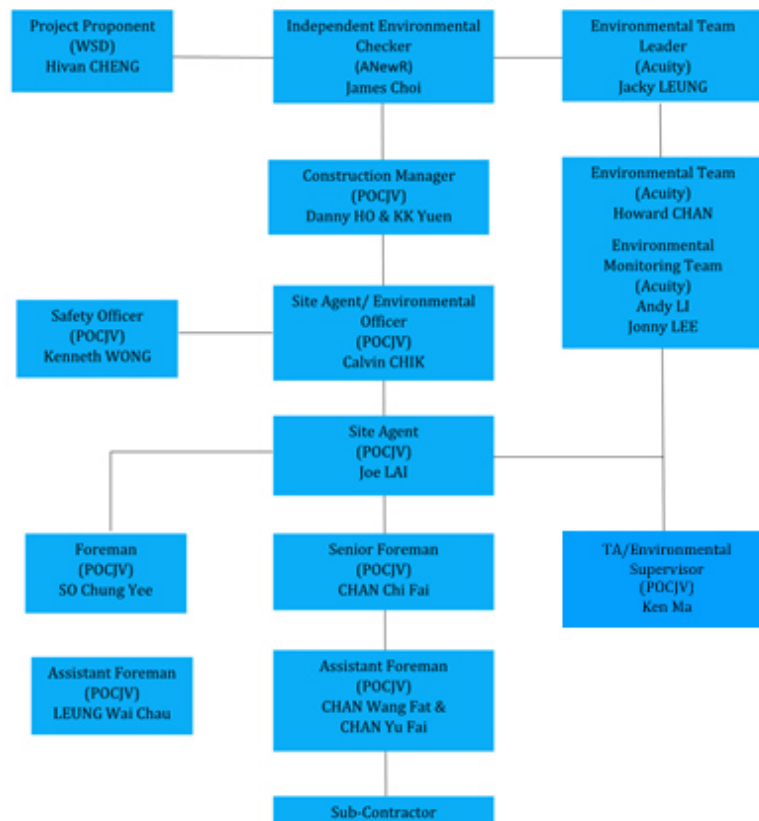 Project Proponent
(WSD)
Hivan CHENG
Independent Environmental
Checker
(ANewR)
James Choi
Environmental Team
Leader
(Acuity)
Jacky LEUNG
Construction Manager
(POCJV)
Danny HO & KK Yuen
Environmental Team
(Acuity)
Howard CHAN
Environmental
Monitoring Team
(Acuity)
Andy LI
Jonny LEE
Safety Officer
(POCJV)
Kenneth WONG
Site Agent/ Environmental
Officer
(POCJV)
Calvin CHIK
Site Agent
(POCJV)
Joe LAI
Foreman
(POCJV)
SO Chung Yee
Senior Foreman
(POCJV)
CHAN Chi Fai
TA/Environmental
Supervisor
(POCJV)
Ken Ma
Assistant Foreman
(POCJV)
LEUNG Wai Chau
Assistant Foreman
(POCJV)
CHAN Wang Fat &
CHAN Yu Fai
Sub-Contractor